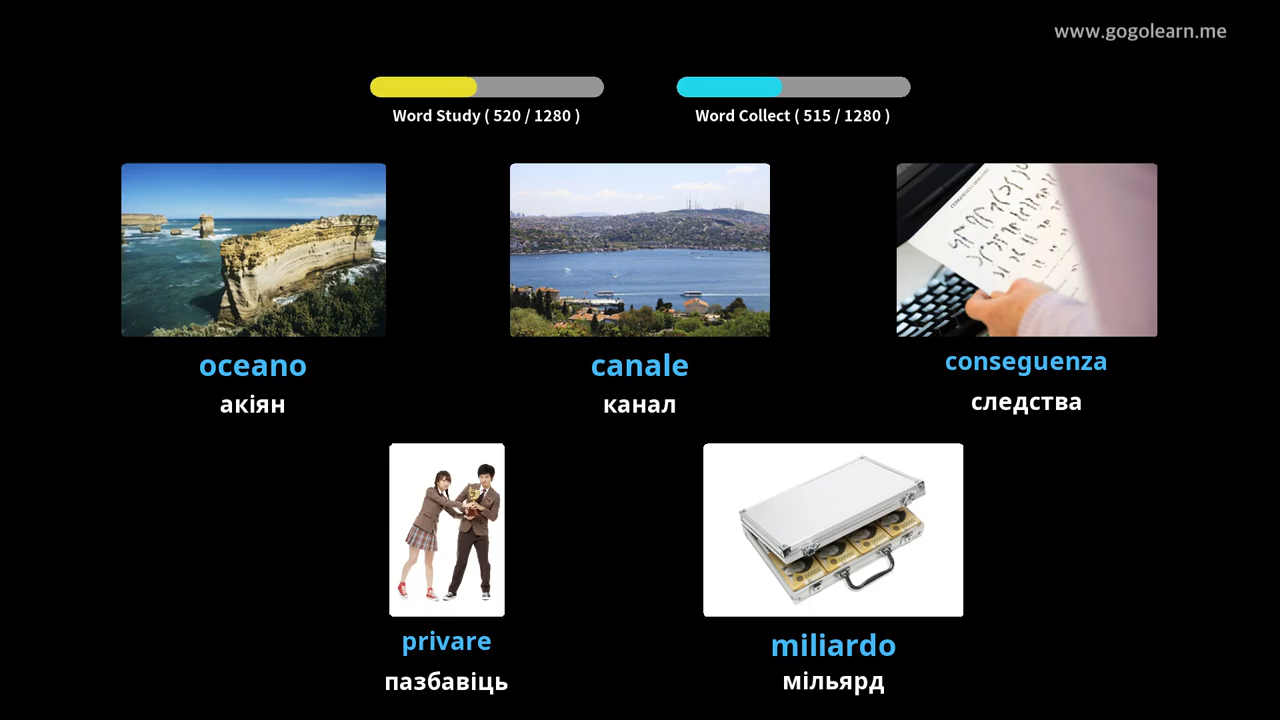 www.gogolearn.me
Word Study ( 520 / 1280 )
Word Collect ( 515 / 1280 )
oceano
акіян
canale
канал
conseguenza
следства
privare
пазбавіць
miliardo
мільярд